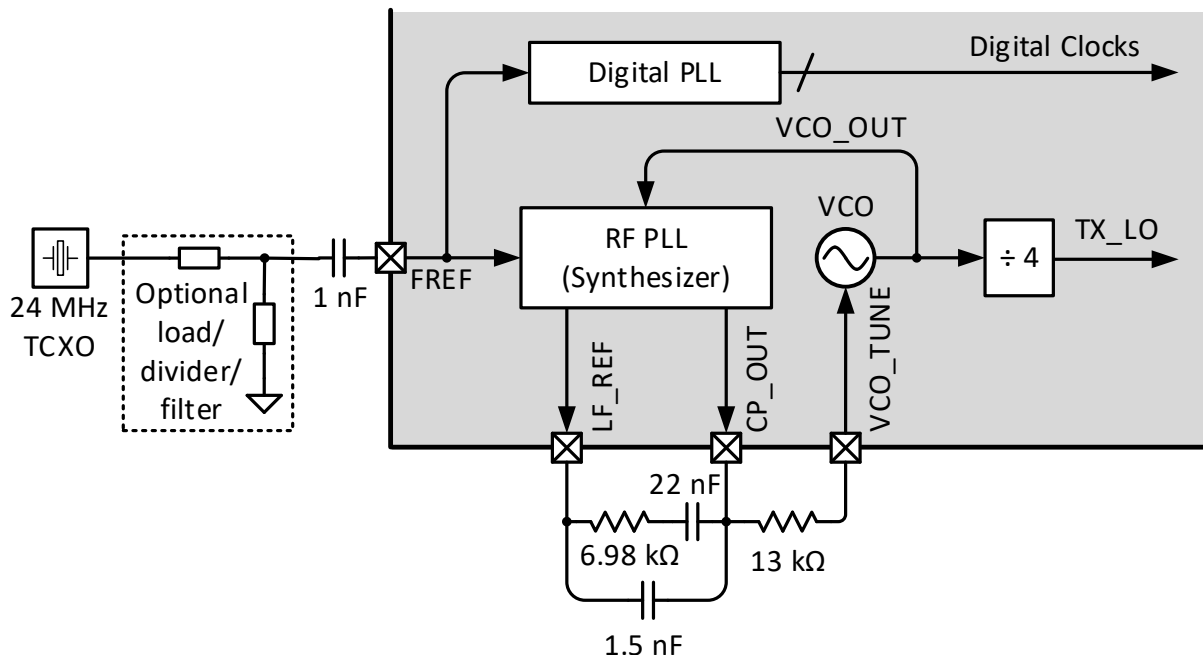 Digital Clocks
Digital PLL
VCO_OUT
VCO
RF PLL
(Synthesizer)
÷ 4
TX_LO
24 MHz
TCXO
Optional
load/
divider/
filter
1 nF
FREF
LF_REF
CP_OUT
VCO_TUNE
22 nF
6.98 kΩ
13 kΩ
1.5 nF